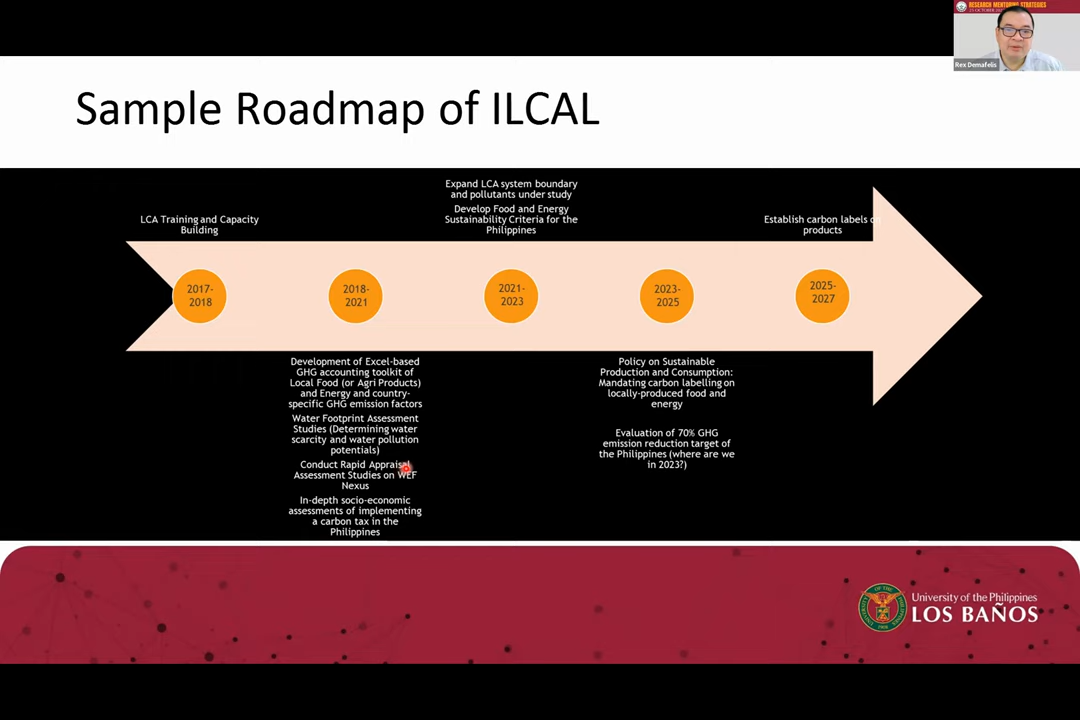 RESEARCH MENTORING STRATEGIES
Rex Demafelis
Sample Roadmap of ILCAL
LCA Training and Capacity
Building
Expand LCA system boundary
and pollutants under study
Develop Food and Energy
Sustainability Criteria for the
Philippines
Establish carbon labels on
products
2017-
2018
2018-
2021
2021-
2023
2023-
2025
2025-
2027
Development of Excel-based
GHG accounting toolkit of
Local Food (or Agri Products)
and Energy and country-
specific GHG emission factors
Water Footprint Assessment
Studies (Determining water
scarcity and water pollution
potentials)
Conduct Rapid Appraisal
Assessment Studies on WEF
Nexus
In-depth socio-economic
assessments of implementing
a carbon tax in the
Philippines
Policy on Sustainable
Production and Consumption:
Mandating carbon labelling on
locally-produced food and
energy
Evaluation of 70% GHG
emission reduction target of
the Philippines (where are we
in 2023?)
University of the Philippines
LOS BAÑOS